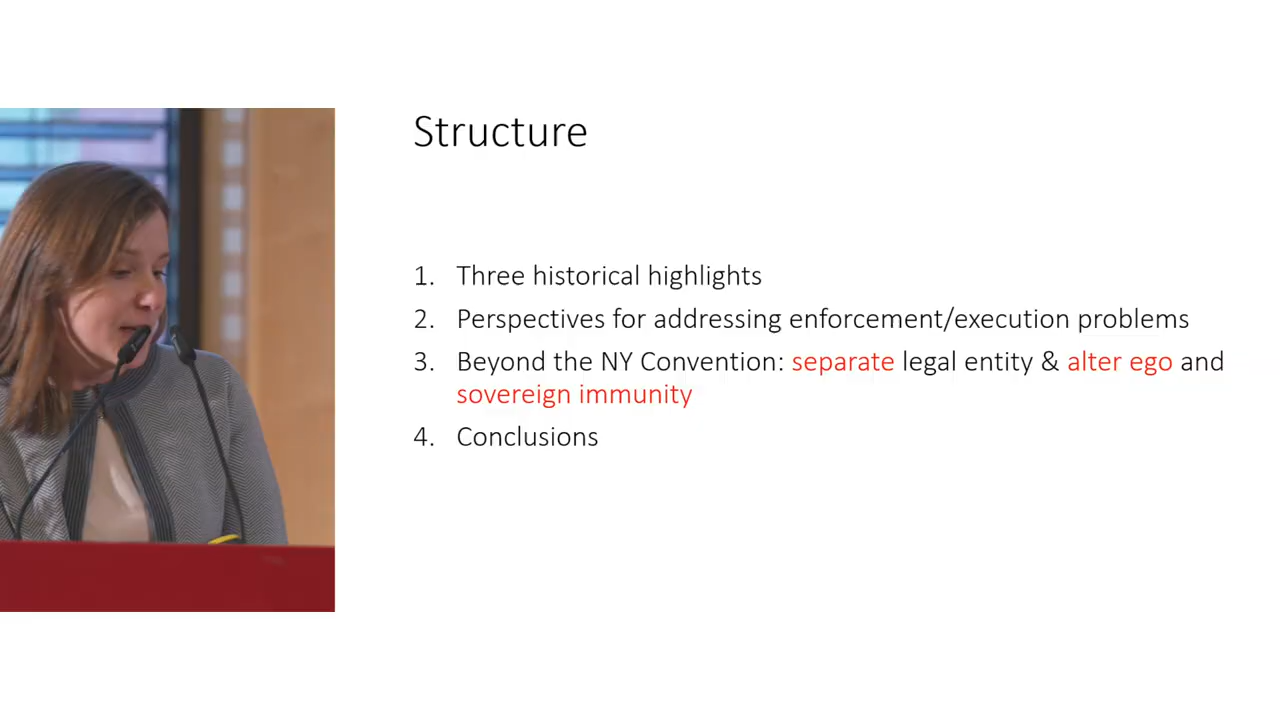 Structure
1. Three historical highlights
2. Perspectives for addressing enforcement/execution problems
3. Beyond the NY Convention: separate legal entity & alter ego and
sovereign immunity
4. Conclusions